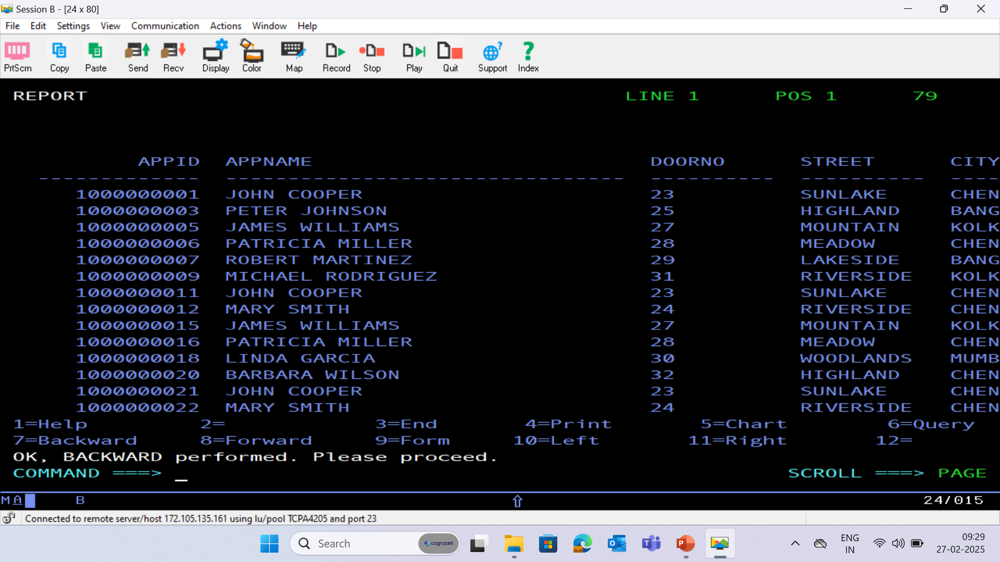 Session B - [24 x 80]
File Edit Settings View Communication Actions Window Help
PrtScrn Copy Paste Send Recv Display Color Map Record Stop Play Quit Support Index
REPORT LINE 1 POS 1 79
APPID APPNAME DOORNO STREET CITY
------------- -------------------------------- ---------- ---------- ----
1000000001 JOHN COOPER 23 SUNLAKE CHEN
1000000003 PETER JOHNSON 25 HIGHLAND BANG
1000000005 JAMES WILLIAMS 27 MOUNTAIN KOLK
1000000006 PATRICIA MILLER 28 MEADOW CHEN
1000000007 ROBERT MARTINEZ 29 LAKESIDE BANG
1000000009 MICHAEL RODRIGUEZ 31 RIVERSIDE KOLK
1000000011 JOHN COOPER 23 SUNLAKE CHEN
1000000012 MARY SMITH 24 RIVERSIDE CHEN
1000000015 JAMES WILLIAMS 27 MOUNTAIN KOLK
1000000016 PATRICIA MILLER 28 MEADOW CHEN
1000000018 LINDA GARCIA 30 WOODLANDS MUMB
1000000020 BARBARA WILSON 32 HIGHLAND CHEN
1000000021 JOHN COOPER 23 SUNLAKE CHEN
1000000022 MARY SMITH 24 RIVERSIDE CHEN
1=Help 2= 3=End 4=Print 5=Chart 6=Query
7=Backward 8=Forward 9=Form 10=Left 11=Right 12=
OK, BACKWARD performed. Please proceed.
COMMAND ===> _ SCROLL ===> PAGE
MA B 24/015
Connected to remote server/host 172.105.135.161 using lu/pool TCPA4205 and port 23
Search cognizant ENG 09:29
IN 27-02-2025